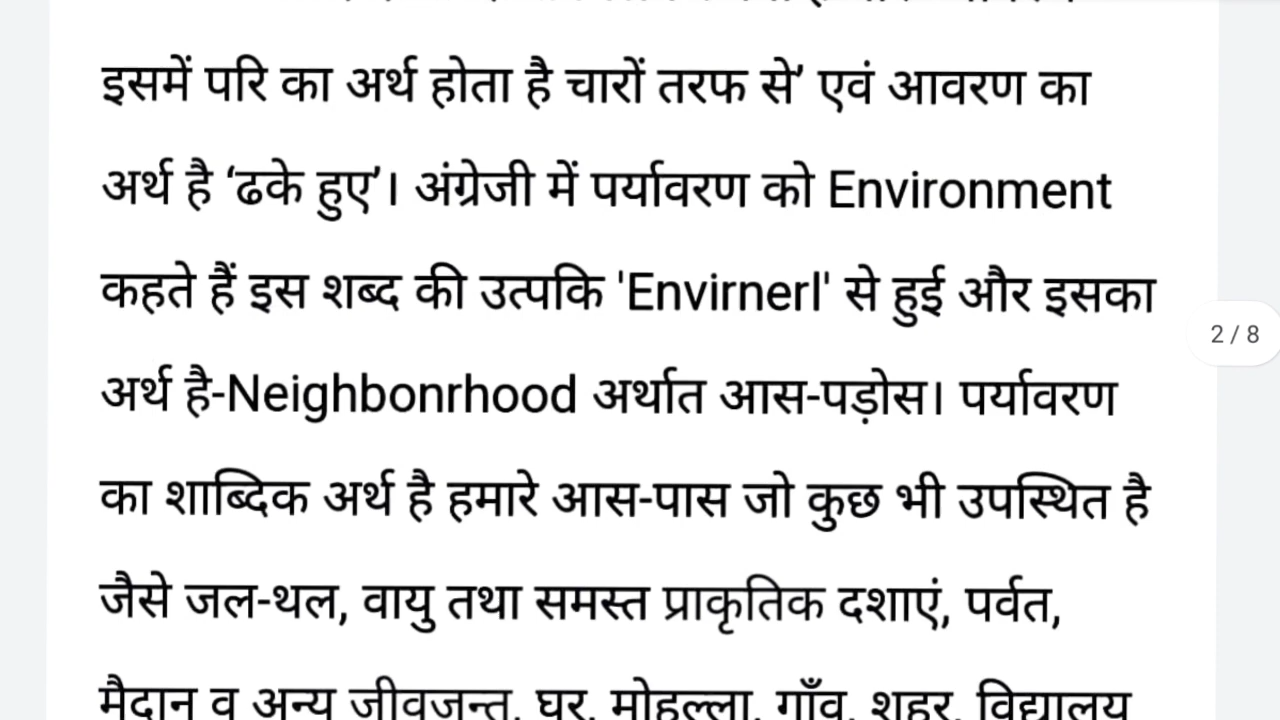 इसमें परि का अर्थ होता है चारों तरफ से’ एवं आवरण का
अर्थ है ‘ढके हुए’। अंग्रेजी में पर्यावरण को Environment
कहते हैं इस शब्द की उत्पकि 'Envirnerl' से हुई और इसका
2 / 8
अर्थ है-Neighbonrhood अर्थात आस-पड़ोस। पर्यावरण
का शाब्दिक अर्थ है हमारे आस-पास जो कुछ भी उपस्थित है
जैसे जल-थल, वायु तथा समस्त प्राकृतिक दशाएं, पर्वत,
मैदान व अन्य जीवजन्तु, घर, मोहल्ला, गाँव, शहर, विद्यालय